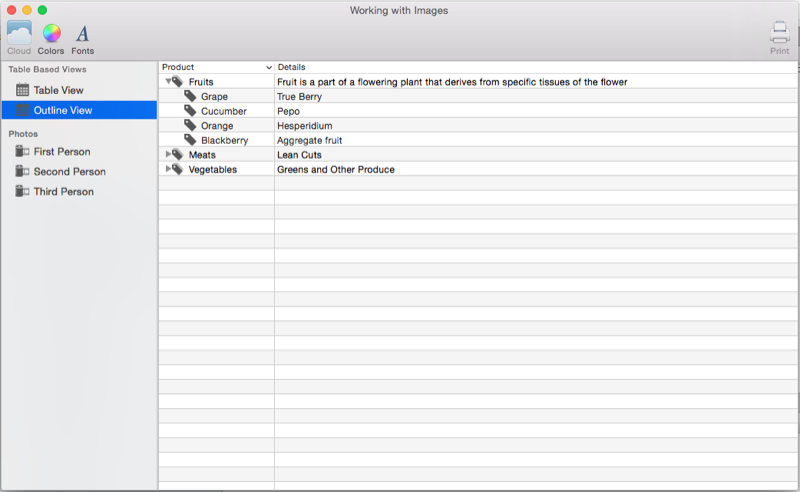 Working with Images
Cloud Colors Fonts Print
Table Based Views
Table View
Outline View
Photos
First Person
Second Person
Third Person
Product Details
Fruits Fruit is a part of a flowering plant that derives from specific tissues of the flower
Grape True Berry
Cucumber Pepo
Orange Hesperidium
Blackberry Aggregate fruit
Meats Lean Cuts
Vegetables Greens and Other Produce